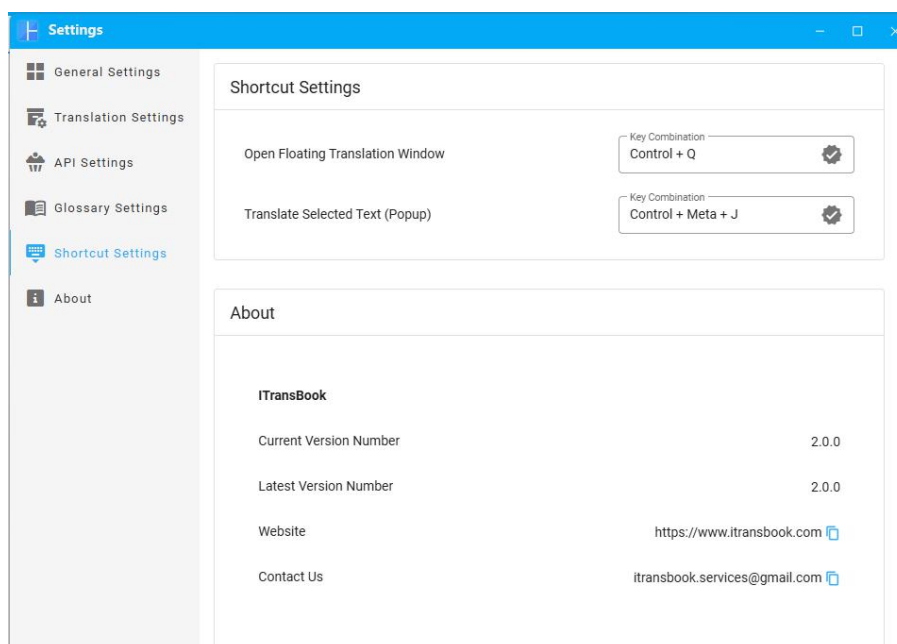 Settings
General Settings
Translation Settings
API Settings
Glossary Settings
Shortcut Settings
About
Shortcut Settings
Open Floating Translation Window
Key Combination
Control + Q
Translate Selected Text (Popup)
Key Combination
Control + Meta + J
About
ITransBook
Current Version Number 2.0.0
Latest Version Number 2.0.0
Website https://www.itransbook.com
Contact Us itransbook.services@gmail.com